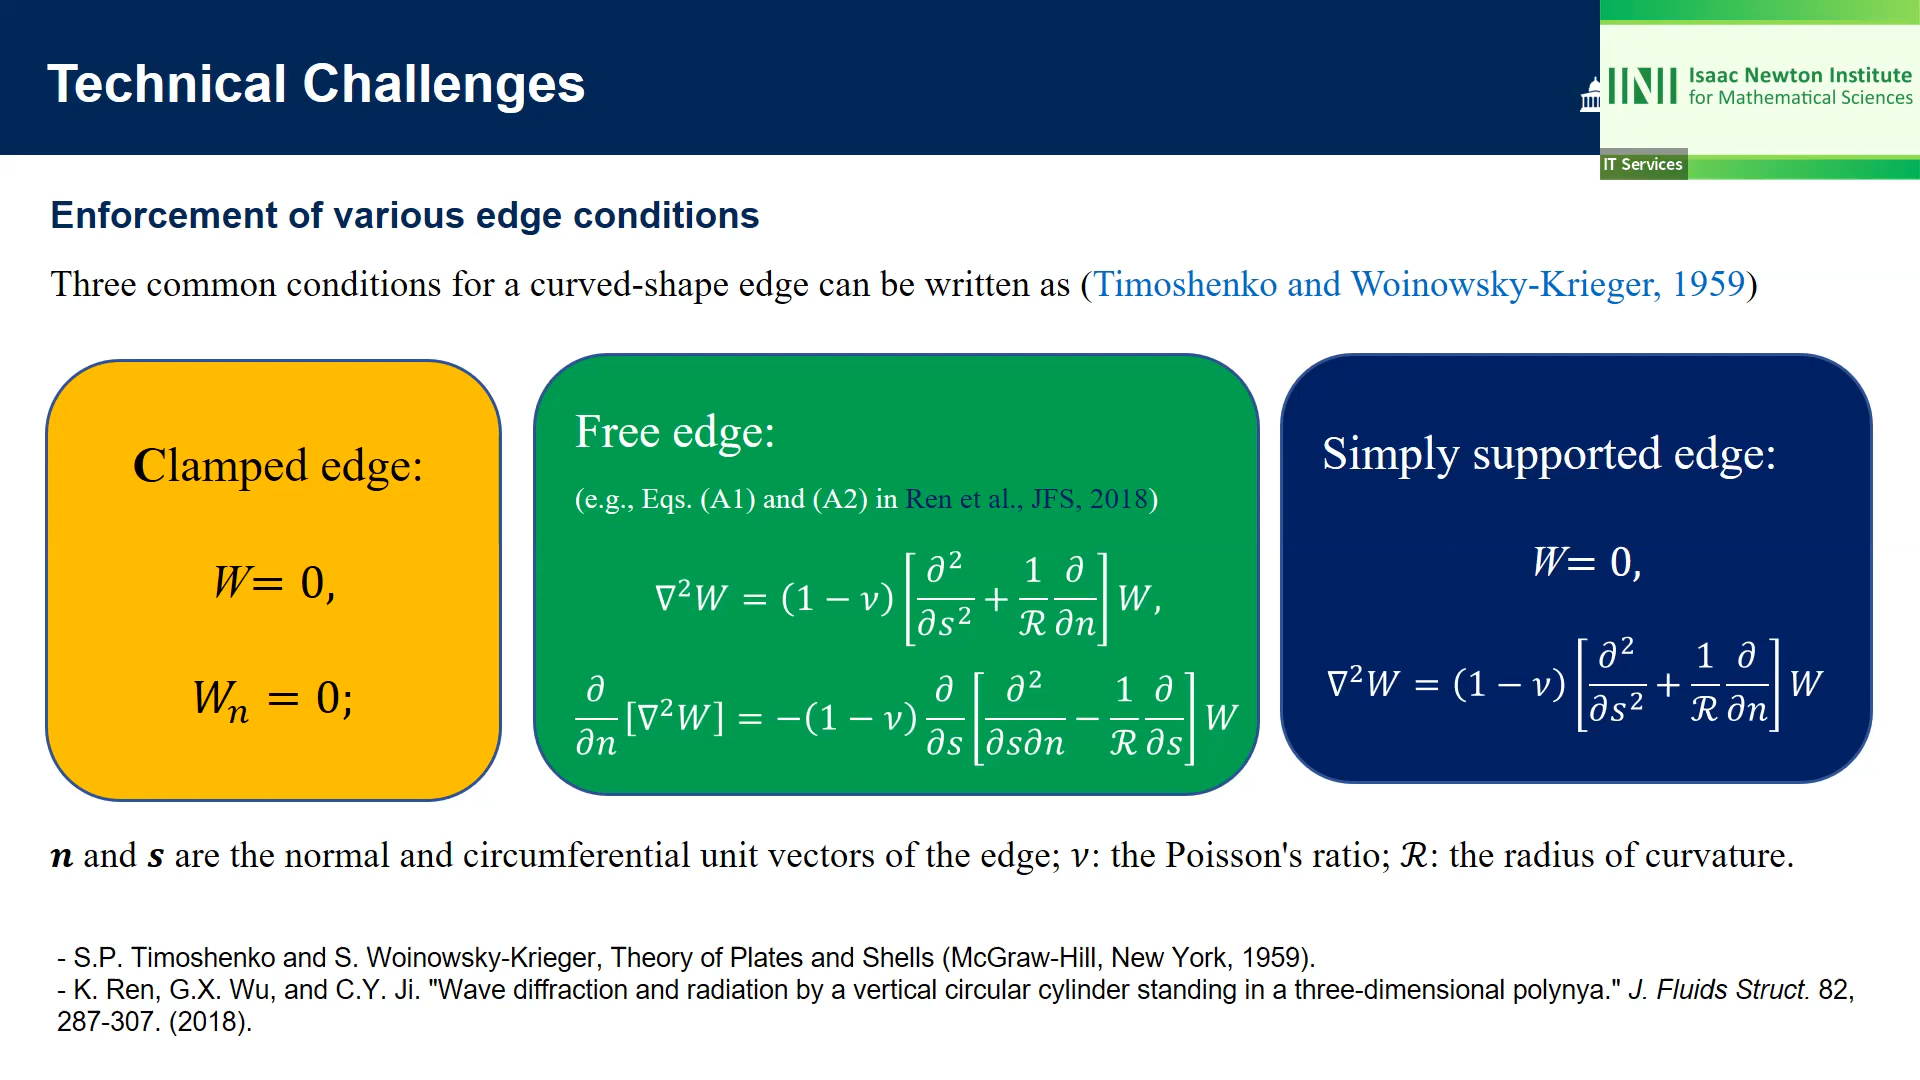 Technical Challenges
Isaac Newton Institute
for Mathematical Sciences
IT Services
Enforcement of various edge conditions
Three common conditions for a curved-shape edge can be written as (Timoshenko and Woinowsky-Krieger, 1959)
Clamped edge:
W= 0,
Wₙ = 0;
Free edge:
(e.g., Eqs. (A1) and (A2) in Ren et al., JFS, 2018)
∇²W = (1 − ν) [∂²/∂s² + 1/ℛ ∂/∂n] W,
∂/∂n [∇²W] = −(1 − ν) ∂/∂s [∂²/∂s∂n − 1/ℛ ∂/∂s] W
Simply supported edge:
W= 0,
∇²W = (1 − ν) [∂²/∂s² + 1/ℛ ∂/∂n] W
n and s are the normal and circumferential unit vectors of the edge; ν: the Poisson's ratio; ℛ: the radius of curvature.
- S.P. Timoshenko and S. Woinowsky-Krieger, Theory of Plates and Shells (McGraw-Hill, New York, 1959).
- K. Ren, G.X. Wu, and C.Y. Ji. "Wave diffraction and radiation by a vertical circular cylinder standing in a three-dimensional polynya." J. Fluids Struct. 82,
287-307. (2018).